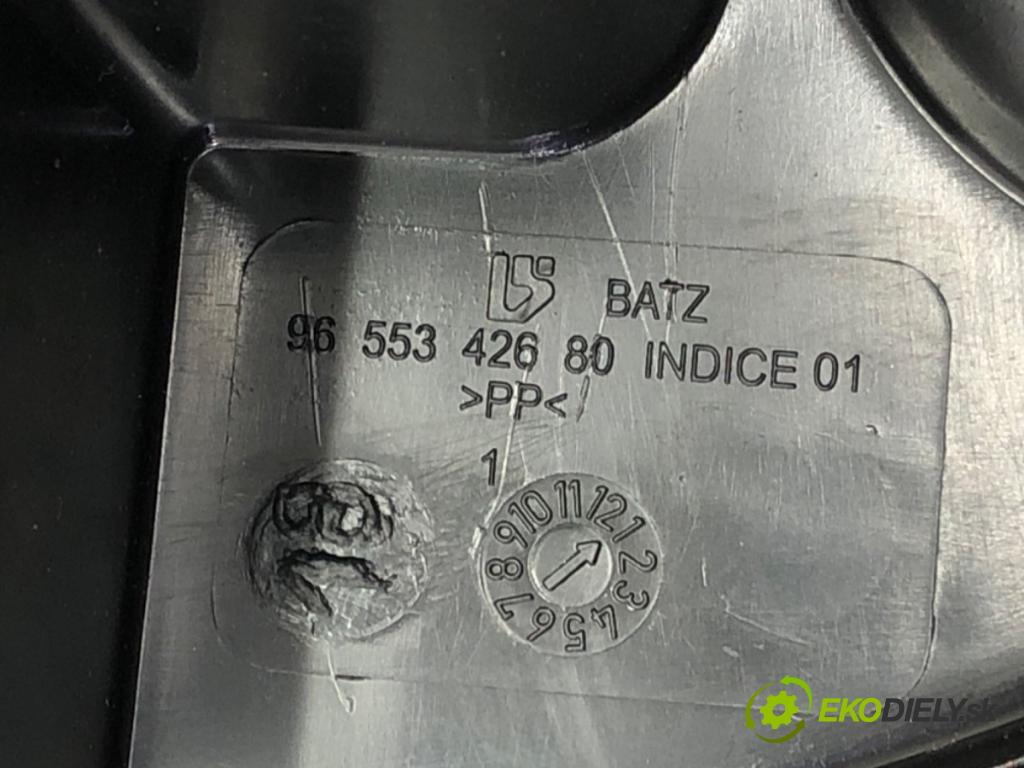 BATZ
96 553 426 80 INDICE 01
>PP<
1
1 2 3 4 5 6 7 8 9 10 11 12
EKODIELY.sk